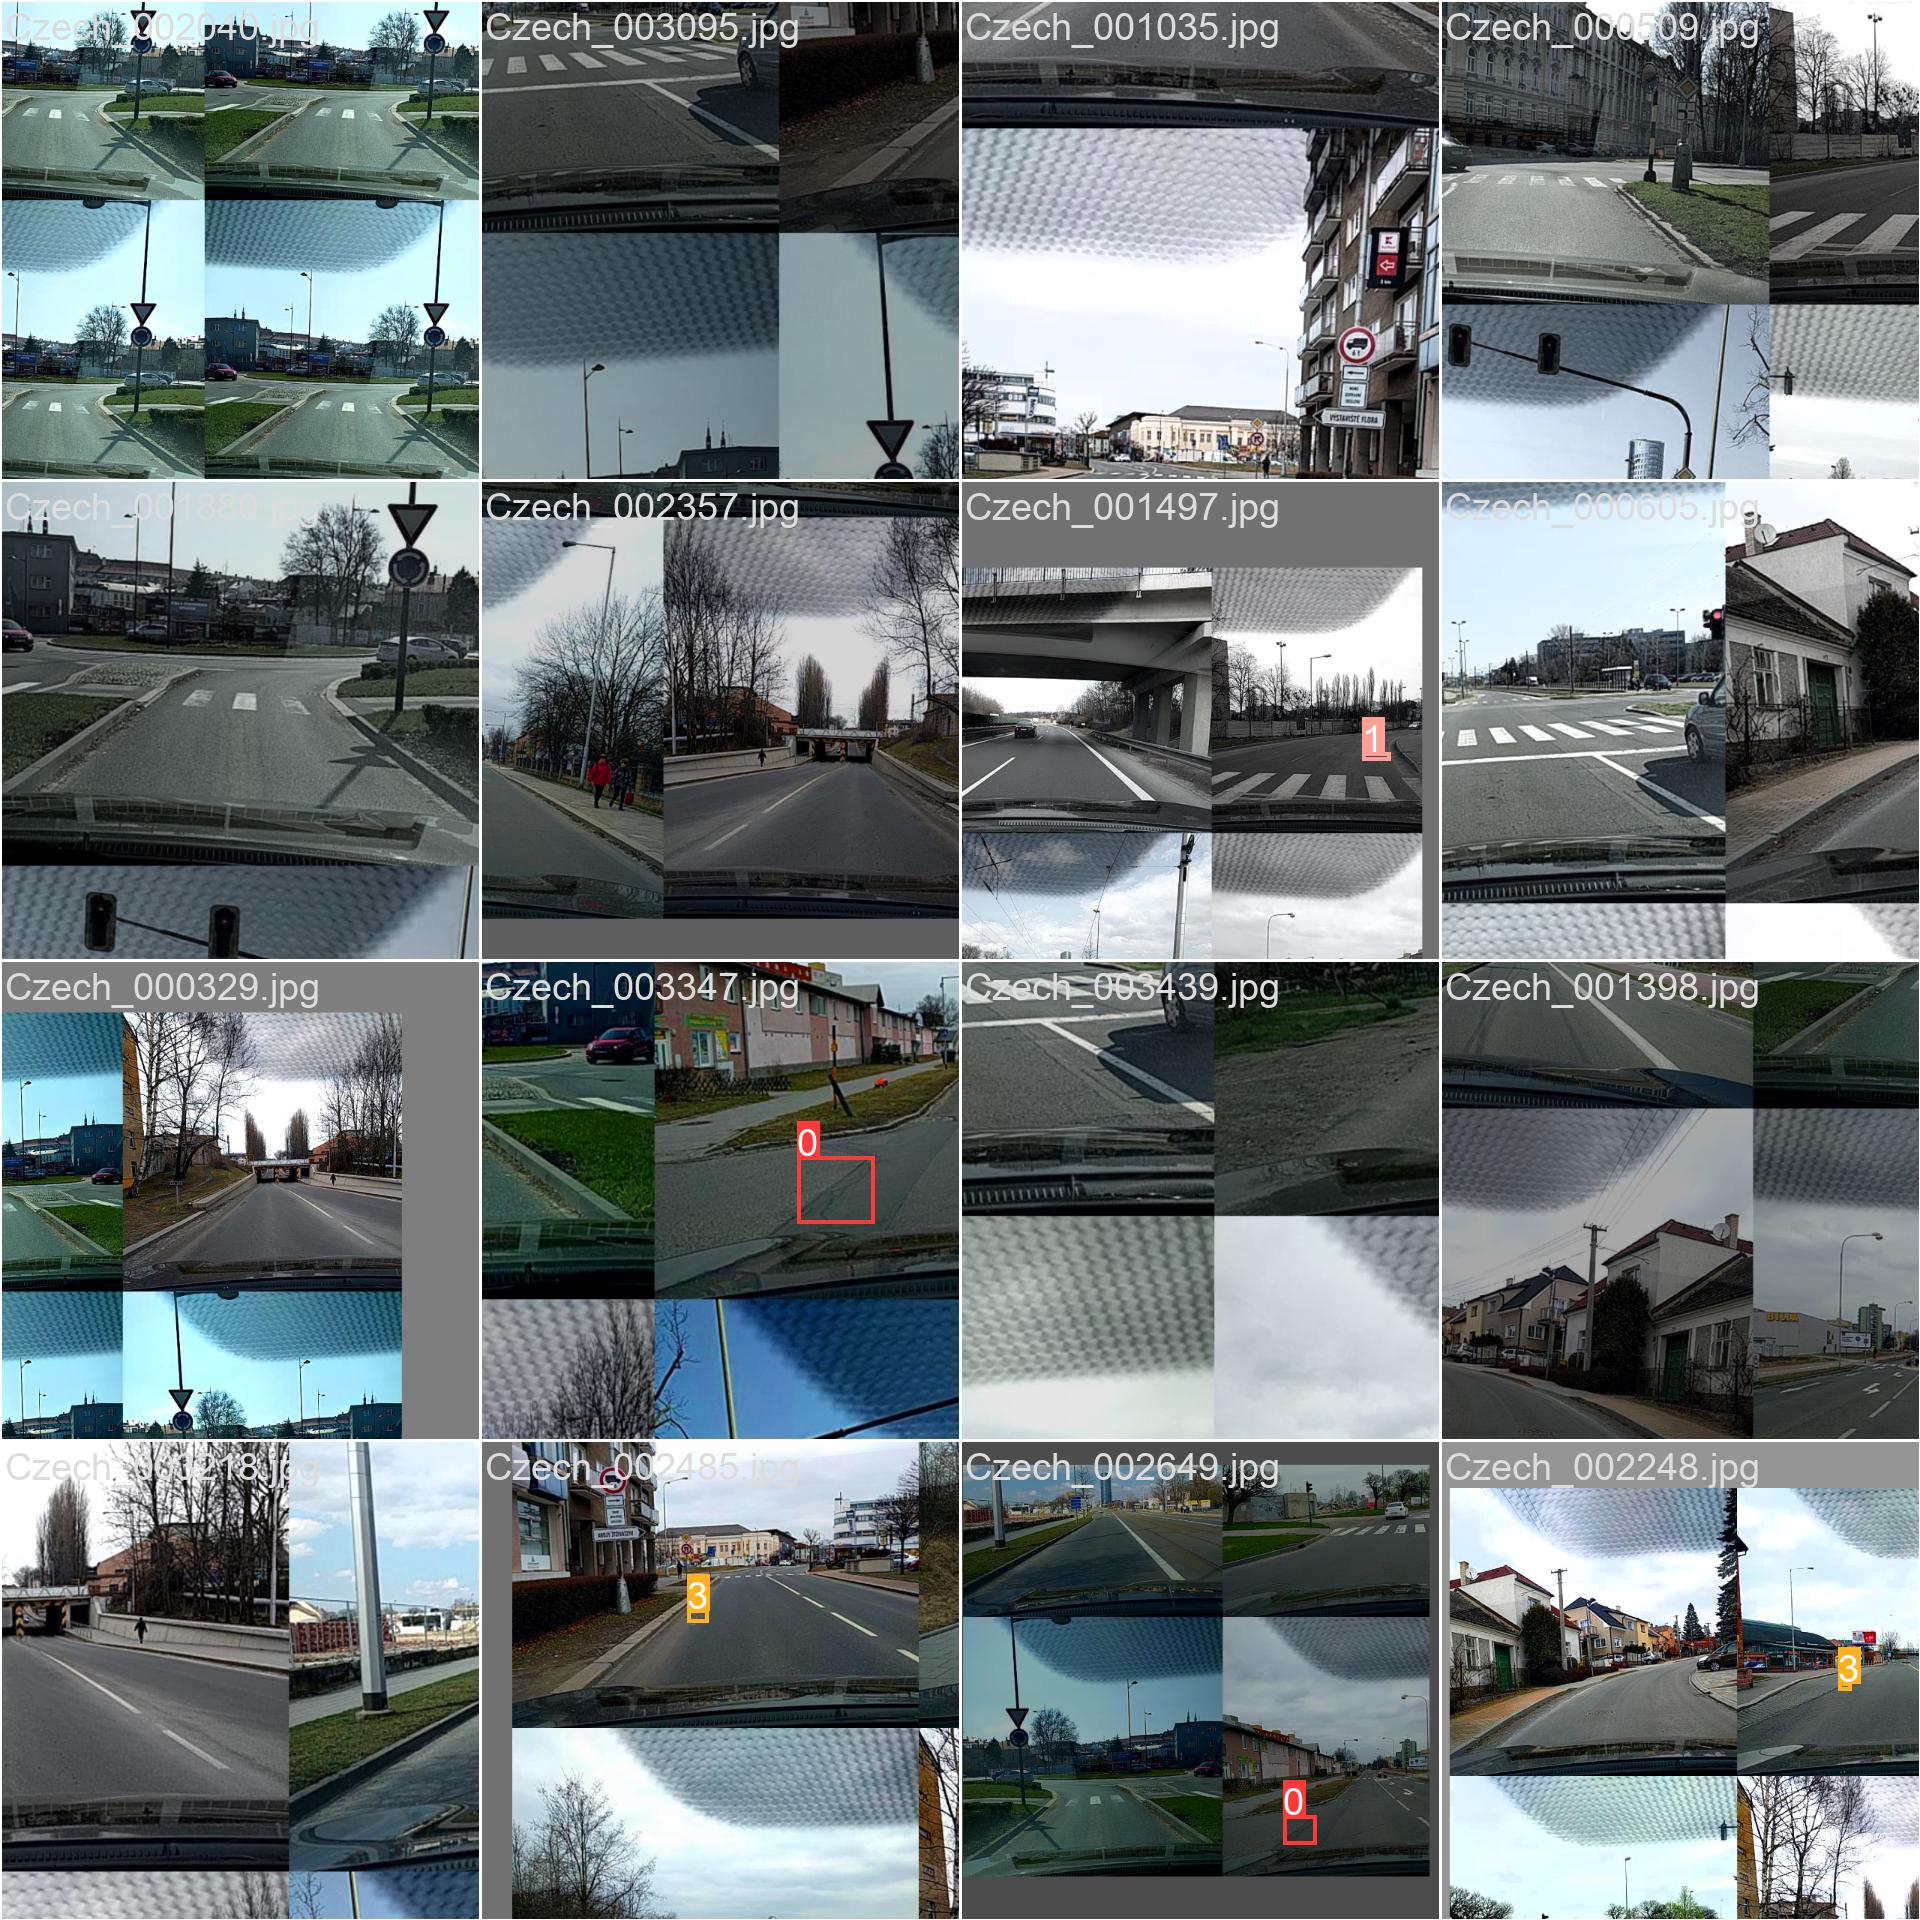 Czech_002040.jpg
Czech_003095.jpg
Czech_001035.jpg
Czech_000509.jpg
VÝSTAVIŠTĚ FLORA
Czech_001880.jpg
Czech_002357.jpg
Czech_001497.jpg
Czech_000605.jpg
1
Czech_000329.jpg
Czech_003347.jpg
Czech_003439.jpg
Czech_001398.jpg
0
Czech_002485.jpg
Czech_002649.jpg
Czech_002248.jpg
3
3
0